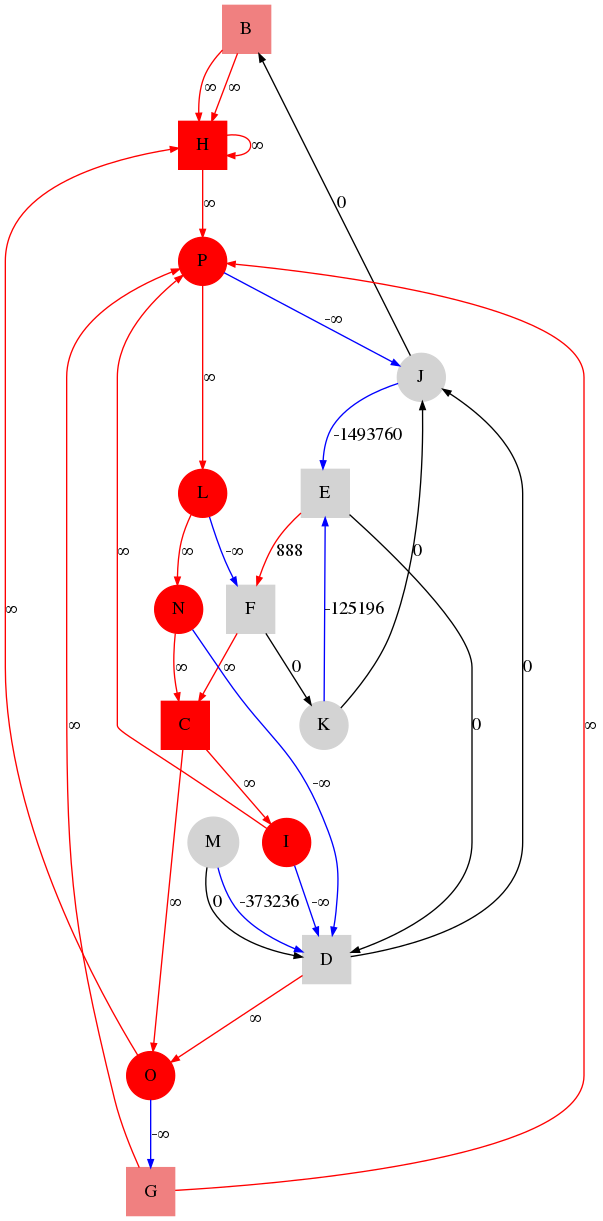 B
∞ ∞
H ∞
0
∞
P
-∞
∞ J
-1493760
L E
∞ ∞ -∞ 888 0
∞ N F -125196
∞ ∞ 0 0
C K 0 ∞ ∞
∞ -∞
M I
∞ 0 -373236 -∞
D
∞
O
-∞
G